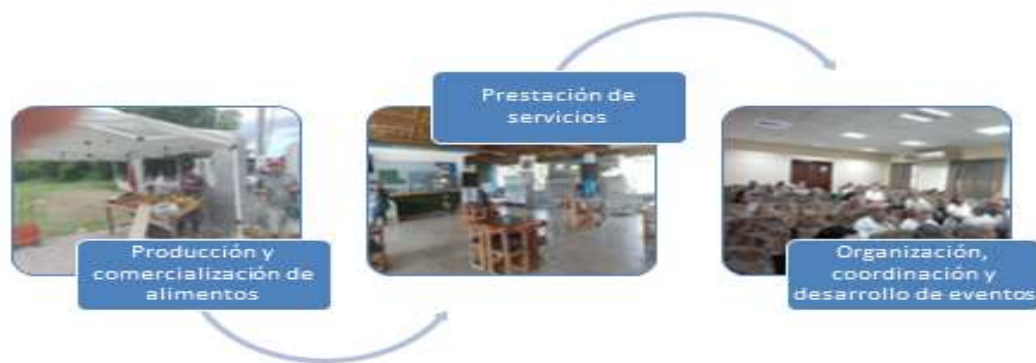 Producción y
comercialización de
alimentos
Prestación de
servicios
Organización,
coordinación y
desarrollo de eventos